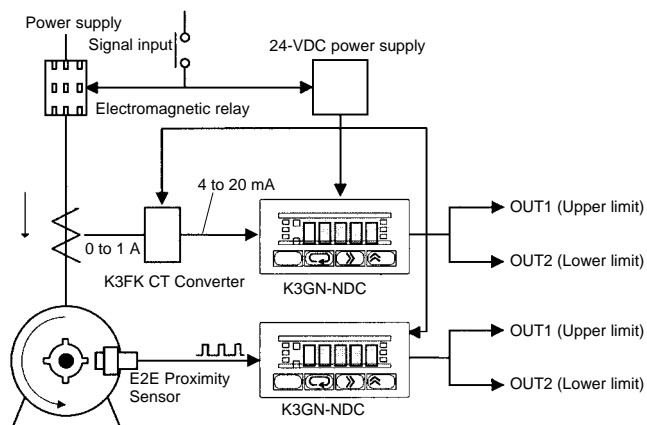 Power supply
Signal input
24-VDC power supply
Electromagnetic relay
4 to 20 mA
OUT1 (Upper limit)
0 to 1 A
OUT2 (Lower limit)
K3FK CT Converter
K3GN-NDC
OUT1 (Upper limit)
E2E Proximity
Sensor
OUT2 (Lower limit)
K3GN-NDC